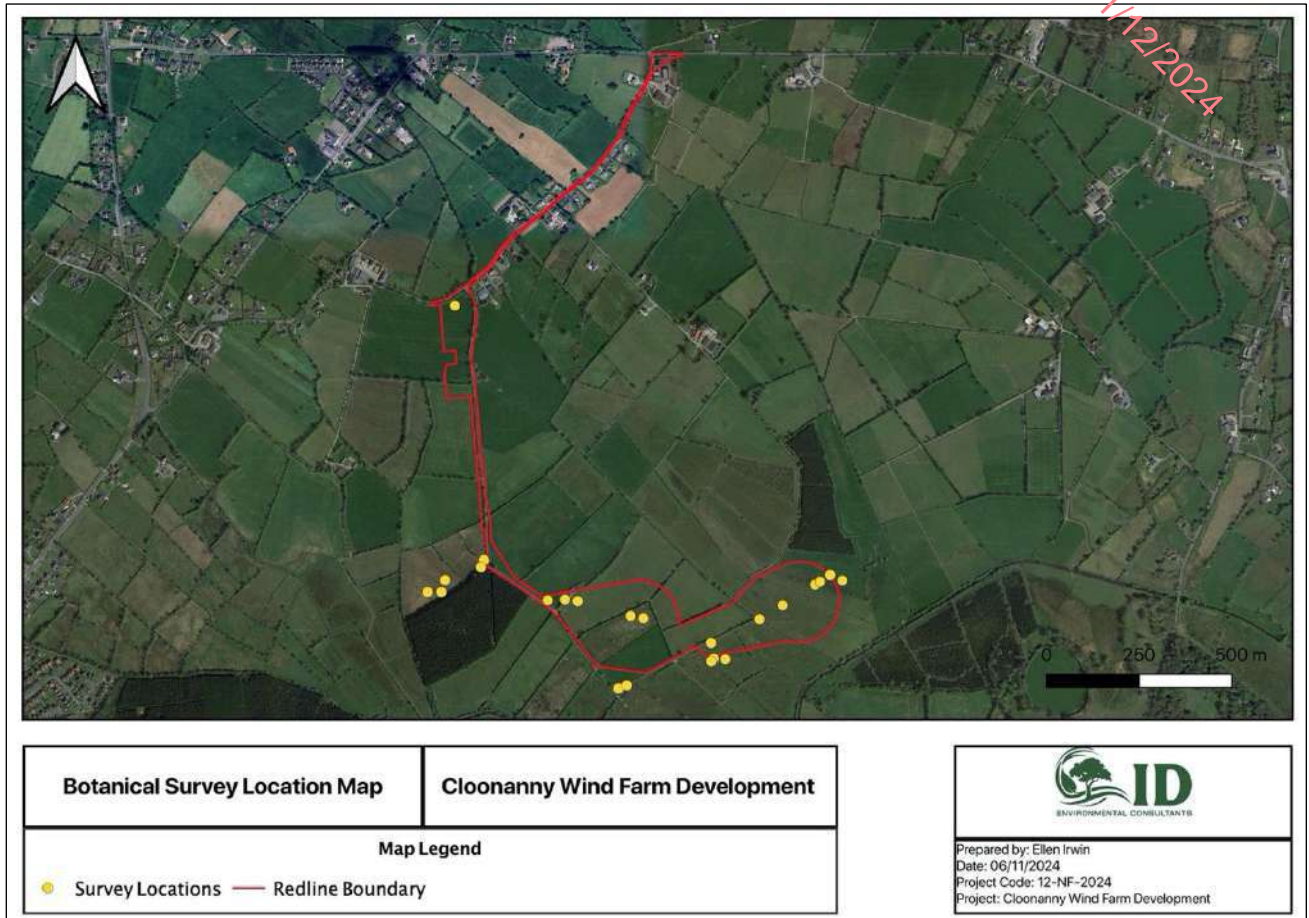 1/12/2024
0 250 500 m
Botanical Survey Location Map
Cloonanny Wind Farm Development
Map Legend
Survey Locations
Redline Boundary
ID
ENVIRONMENTAL CONSULTANTS
Prepared by: Ellen Irwin
Date: 06/11/2024
Project Code: 12-NF-2024
Project: Cloonanny Wind Farm Development